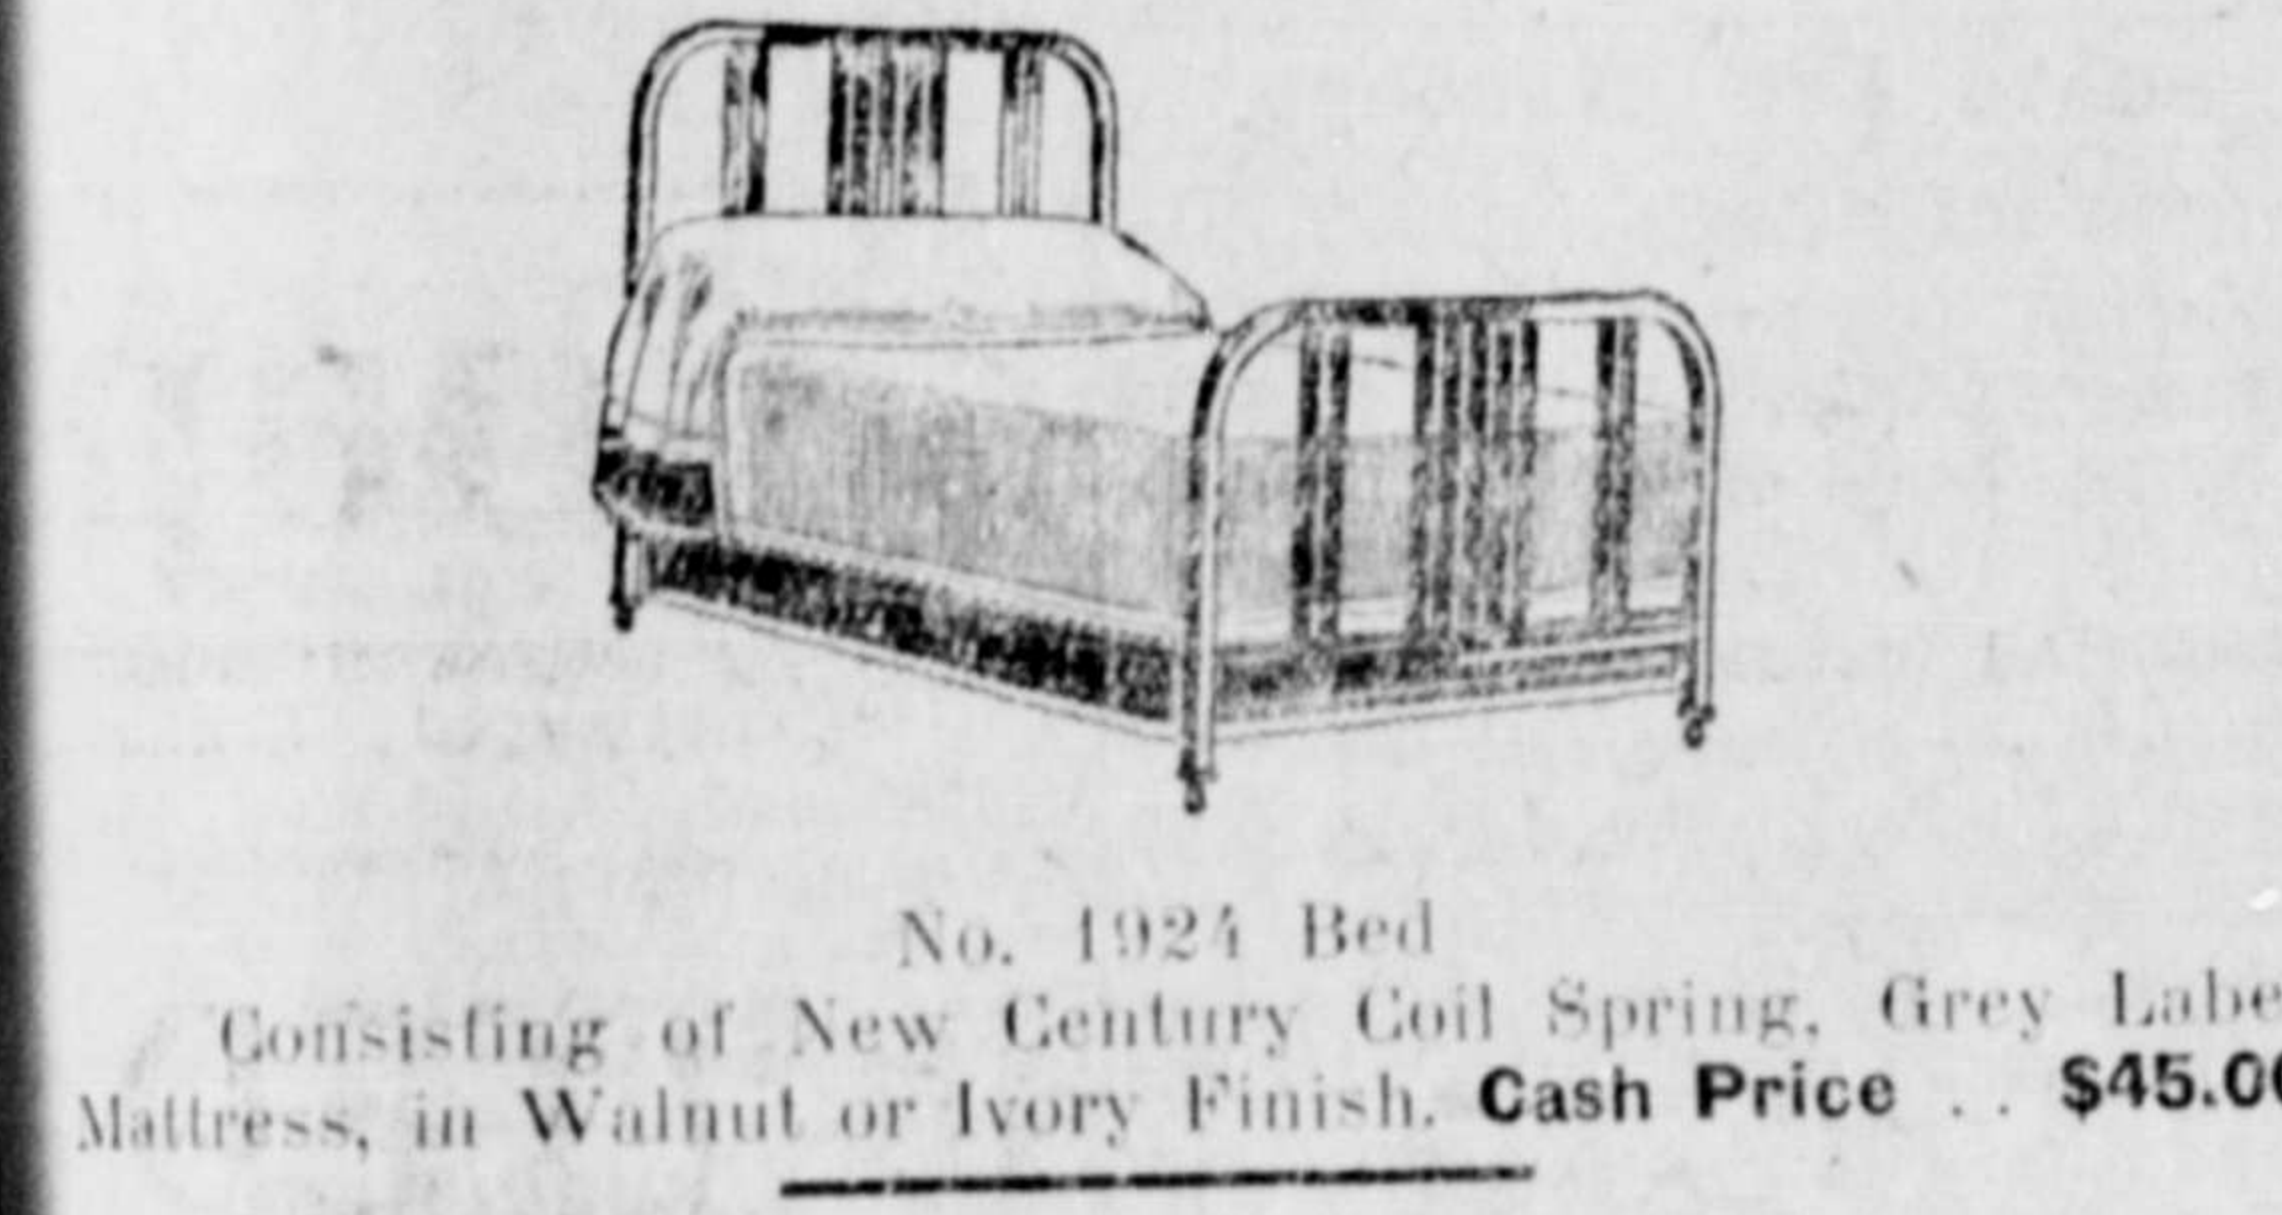 No. 1924 Bed
Consisting of New Century Coil Spring, Grey Labe
Mattress, in Walnut or Ivory Finish. Cash Price .. $45.00